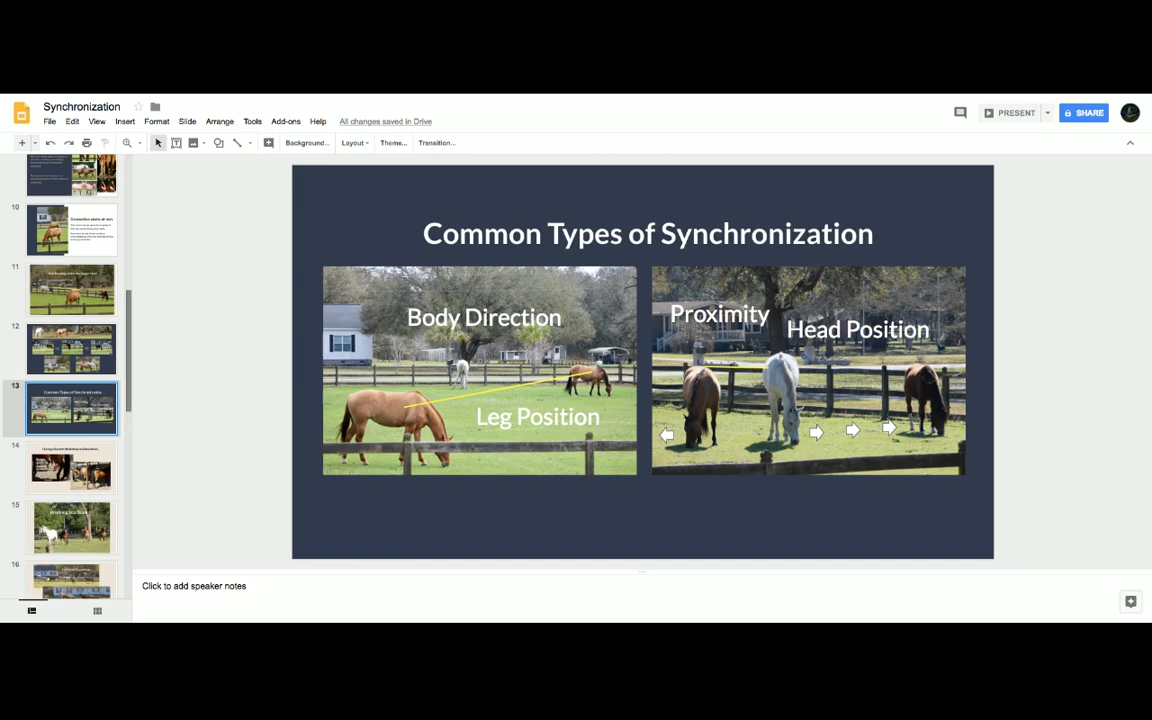 Synchronization
File Edit View Insert Format Slide Arrange Tools Add-ons Help All changes saved in Drive
PRESENT
SHARE
Background... Layout Theme... Transition...
10
11
12
13
14
15
16
Common Types of Synchronization
Body Direction
Leg Position
Proximity
Head Position
Click to add speaker notes